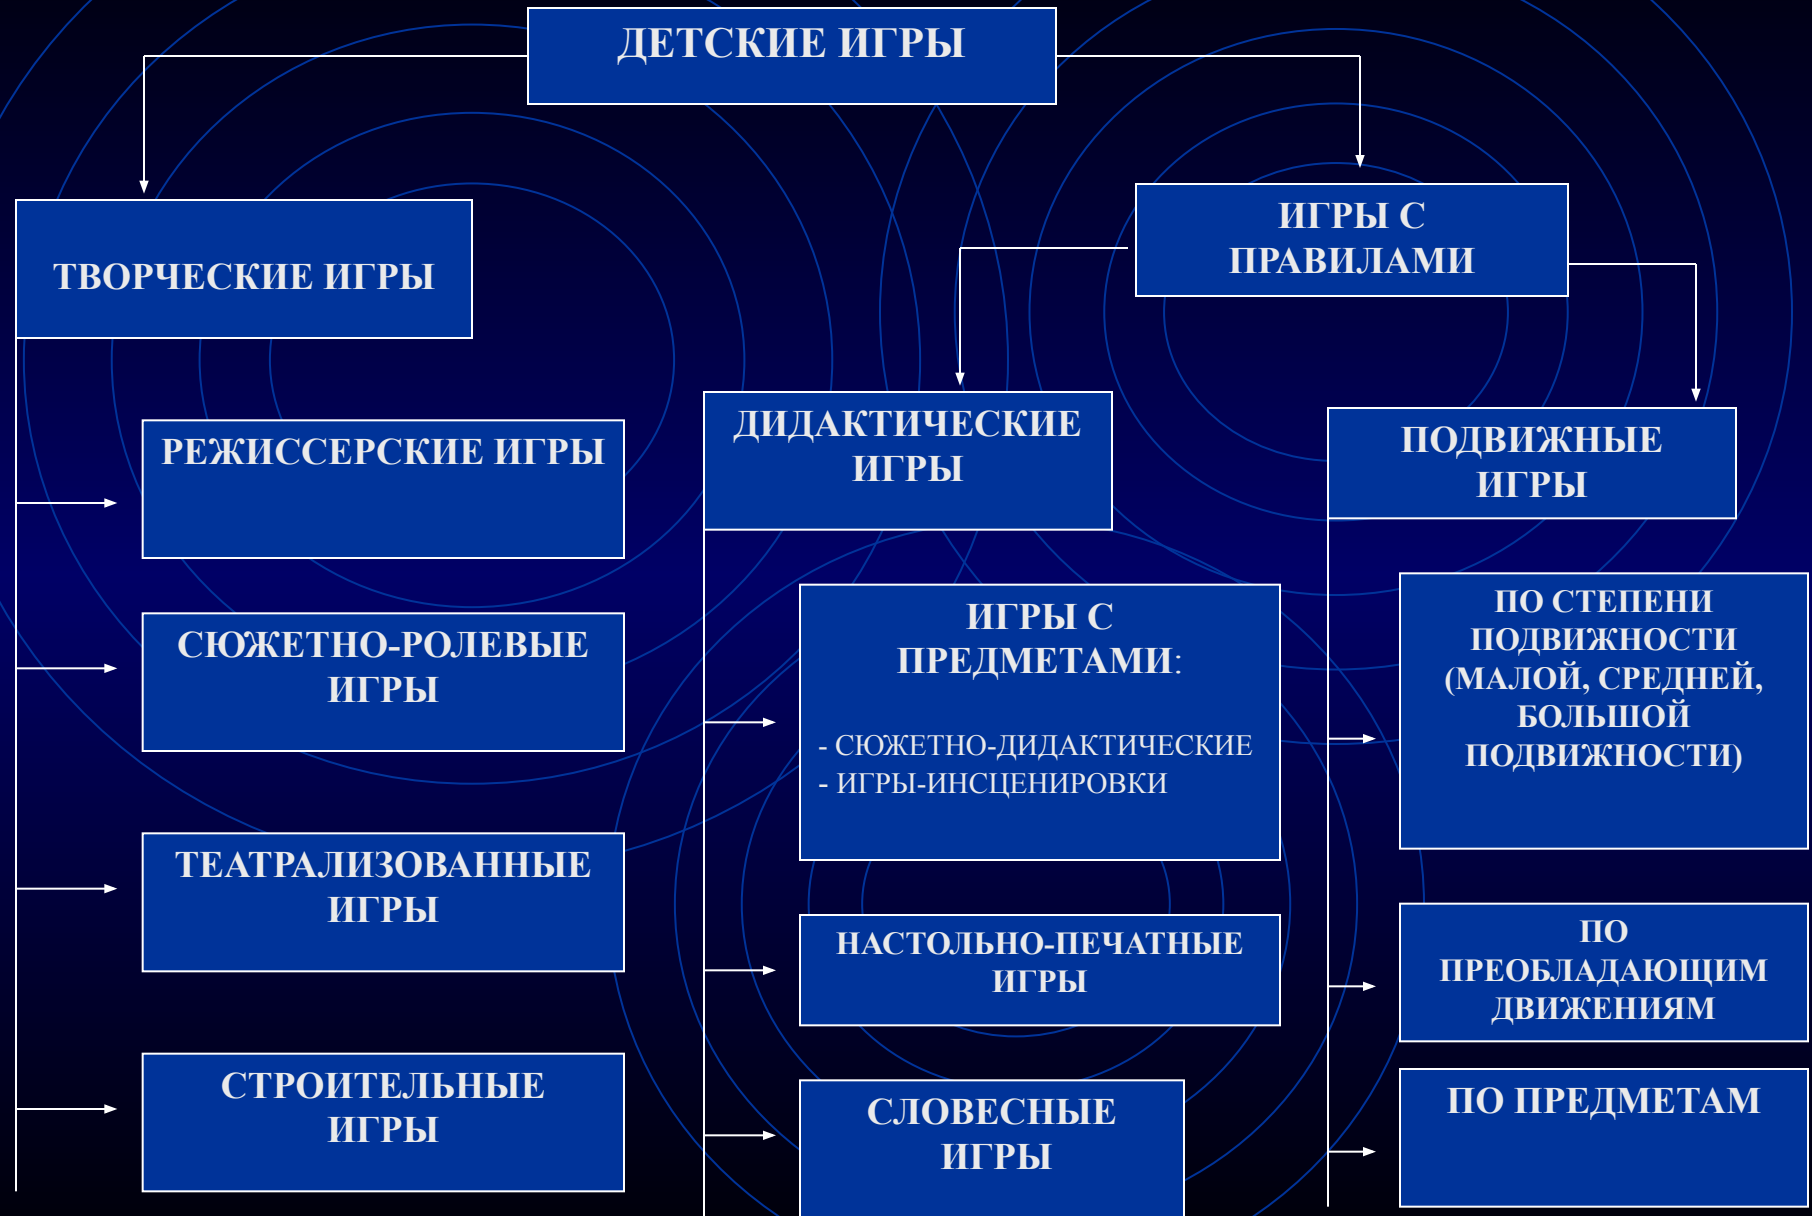 ДЕТСКИЕ ИГРЫ
ТВОРЧЕСКИЕ ИГРЫ
РЕЖИССЕРСКИЕ ИГРЫ
СЮЖЕТНО-РОЛЕВЫЕ
ИГРЫ
ТЕАТРАЛИЗОВАННЫЕ
ИГРЫ
СТРОИТЕЛЬНЫЕ
ИГРЫ
ИГРЫ С
ПРАВИЛАМИ
ДИДАКТИЧЕСКИЕ
ИГРЫ
ИГРЫ С
ПРЕДМЕТАМИ:
- СЮЖЕТНО-ДИДАКТИЧЕСКИЕ
- ИГРЫ-ИНСЦЕНИРОВКИ
НАСТОЛЬНО-ПЕЧАТНЫЕ
ИГРЫ
СЛОВЕСНЫЕ
ИГРЫ
ПОДВИЖНЫЕ
ИГРЫ
ПО СТЕПЕНИ
ПОДВИЖНОСТИ
(МАЛОЙ, СРЕДНЕЙ,
БОЛЬШОЙ
ПОДВИЖНОСТИ)
ПО
ПРЕОБЛАДАЮЩИМ
ДВИЖЕНИЯМ
ПО ПРЕДМЕТАМ